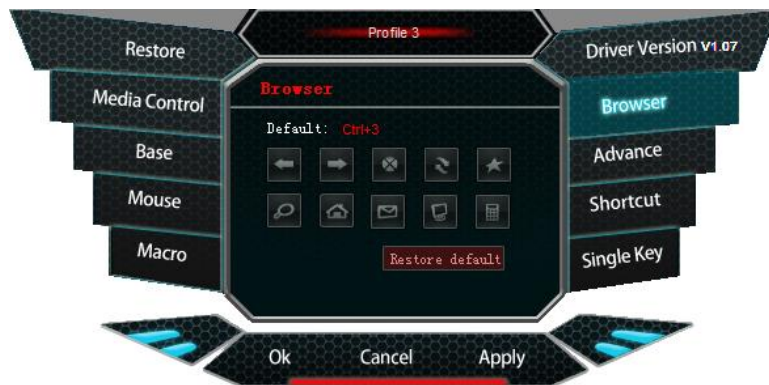 Profile 3
Restore
Driver Version V1.07
Media Control
Browser
Browser
Default: Ctrl+3
Base
Advance
Mouse
Shortcut
Macro
Restore default
Single Key
Ok Cancel Apply